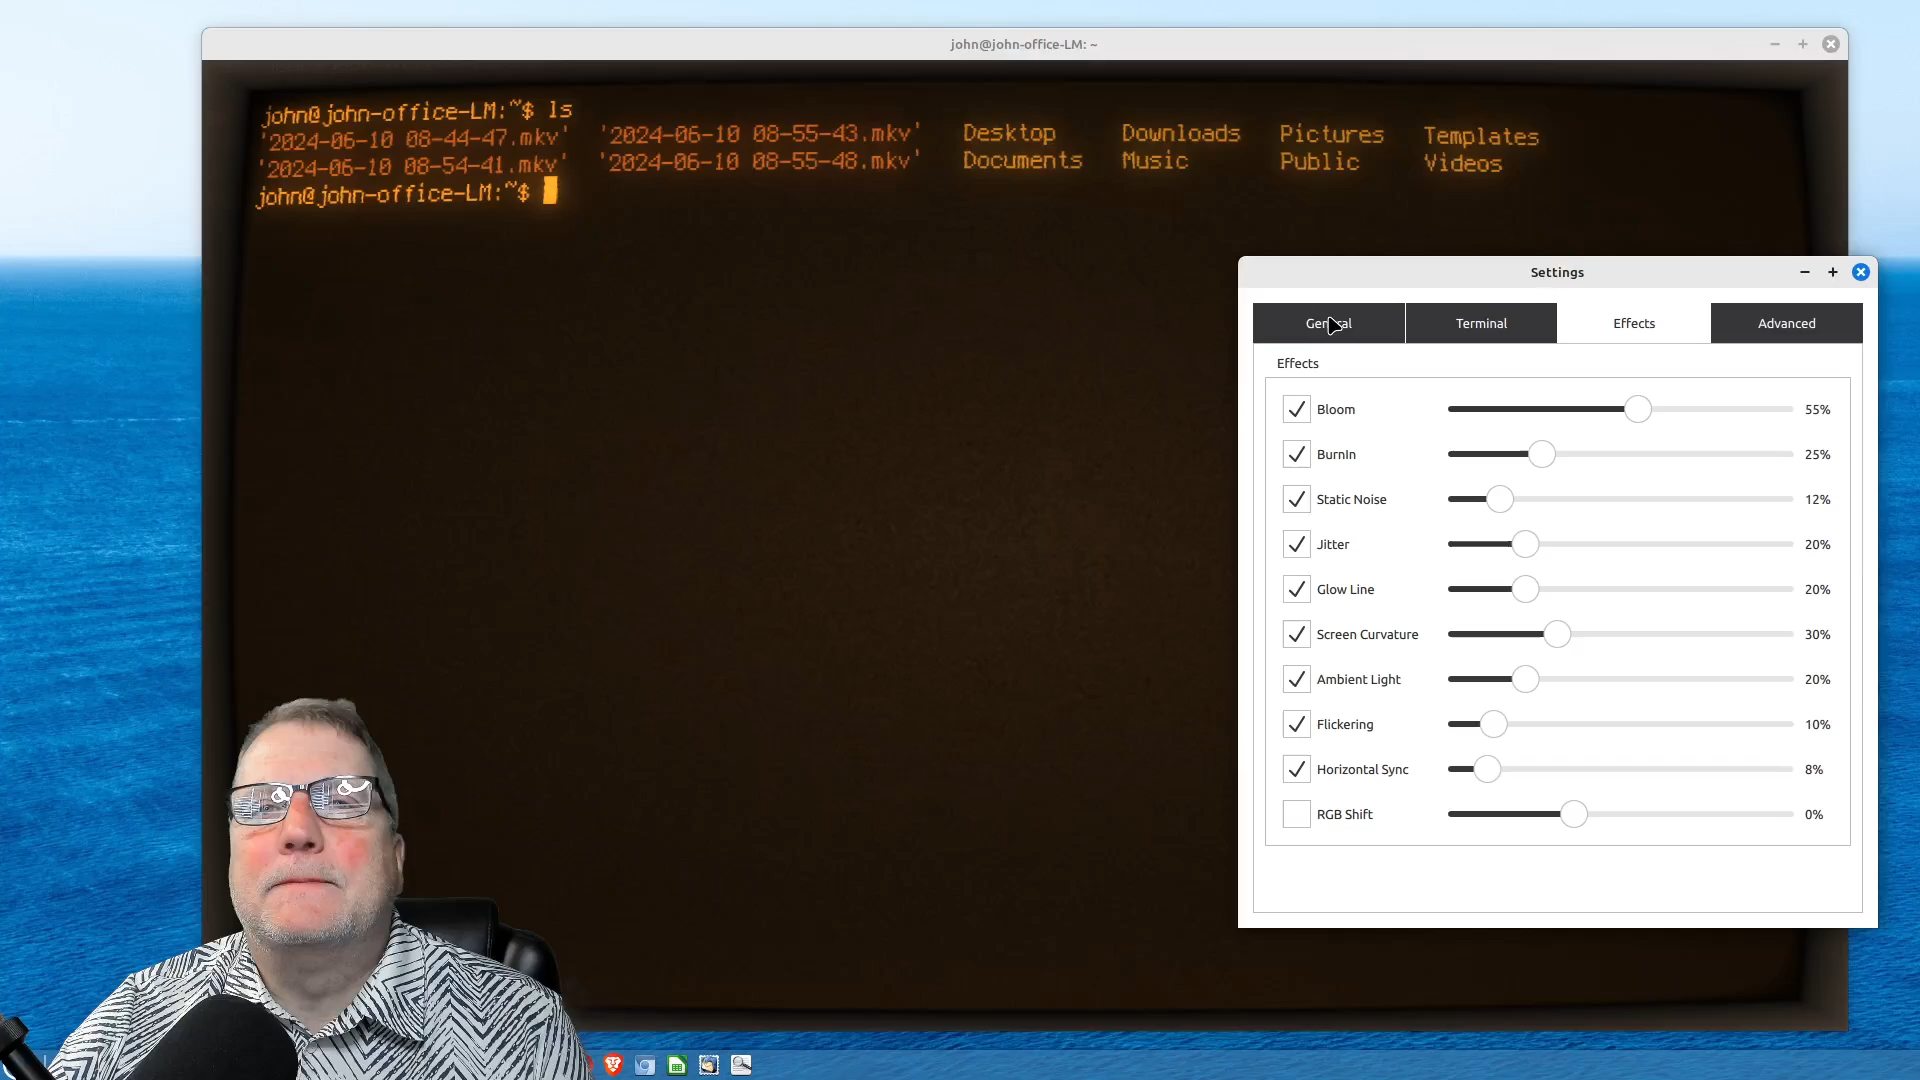 john@john-office-LM: ~
john@john-office-LM:~$ ls
'2024-06-10 08-44-47.mkv' '2024-06-10 08-55-43.mkv' Desktop Downloads Pictures Templates
'2024-06-10 08-54-41.mkv' '2024-06-10 08-55-48.mkv' Documents Music Public Videos
john@john-office-LM:~$
Settings
General Terminal Effects Advanced
Effects
Bloom 55%
BurnIn 25%
Static Noise 12%
Jitter 20%
Glow Line 20%
Screen Curvature 30%
Ambient Light 20%
Flickering 10%
Horizontal Sync 8%
RGB Shift 0%